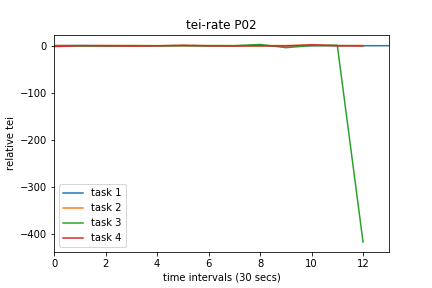 tei-rate P02
relative tei
0
−100
−200
−300
−400
task 1
task 2
task 3
task 4
0 2 4 6 8 10 12
time intervals (30 secs)